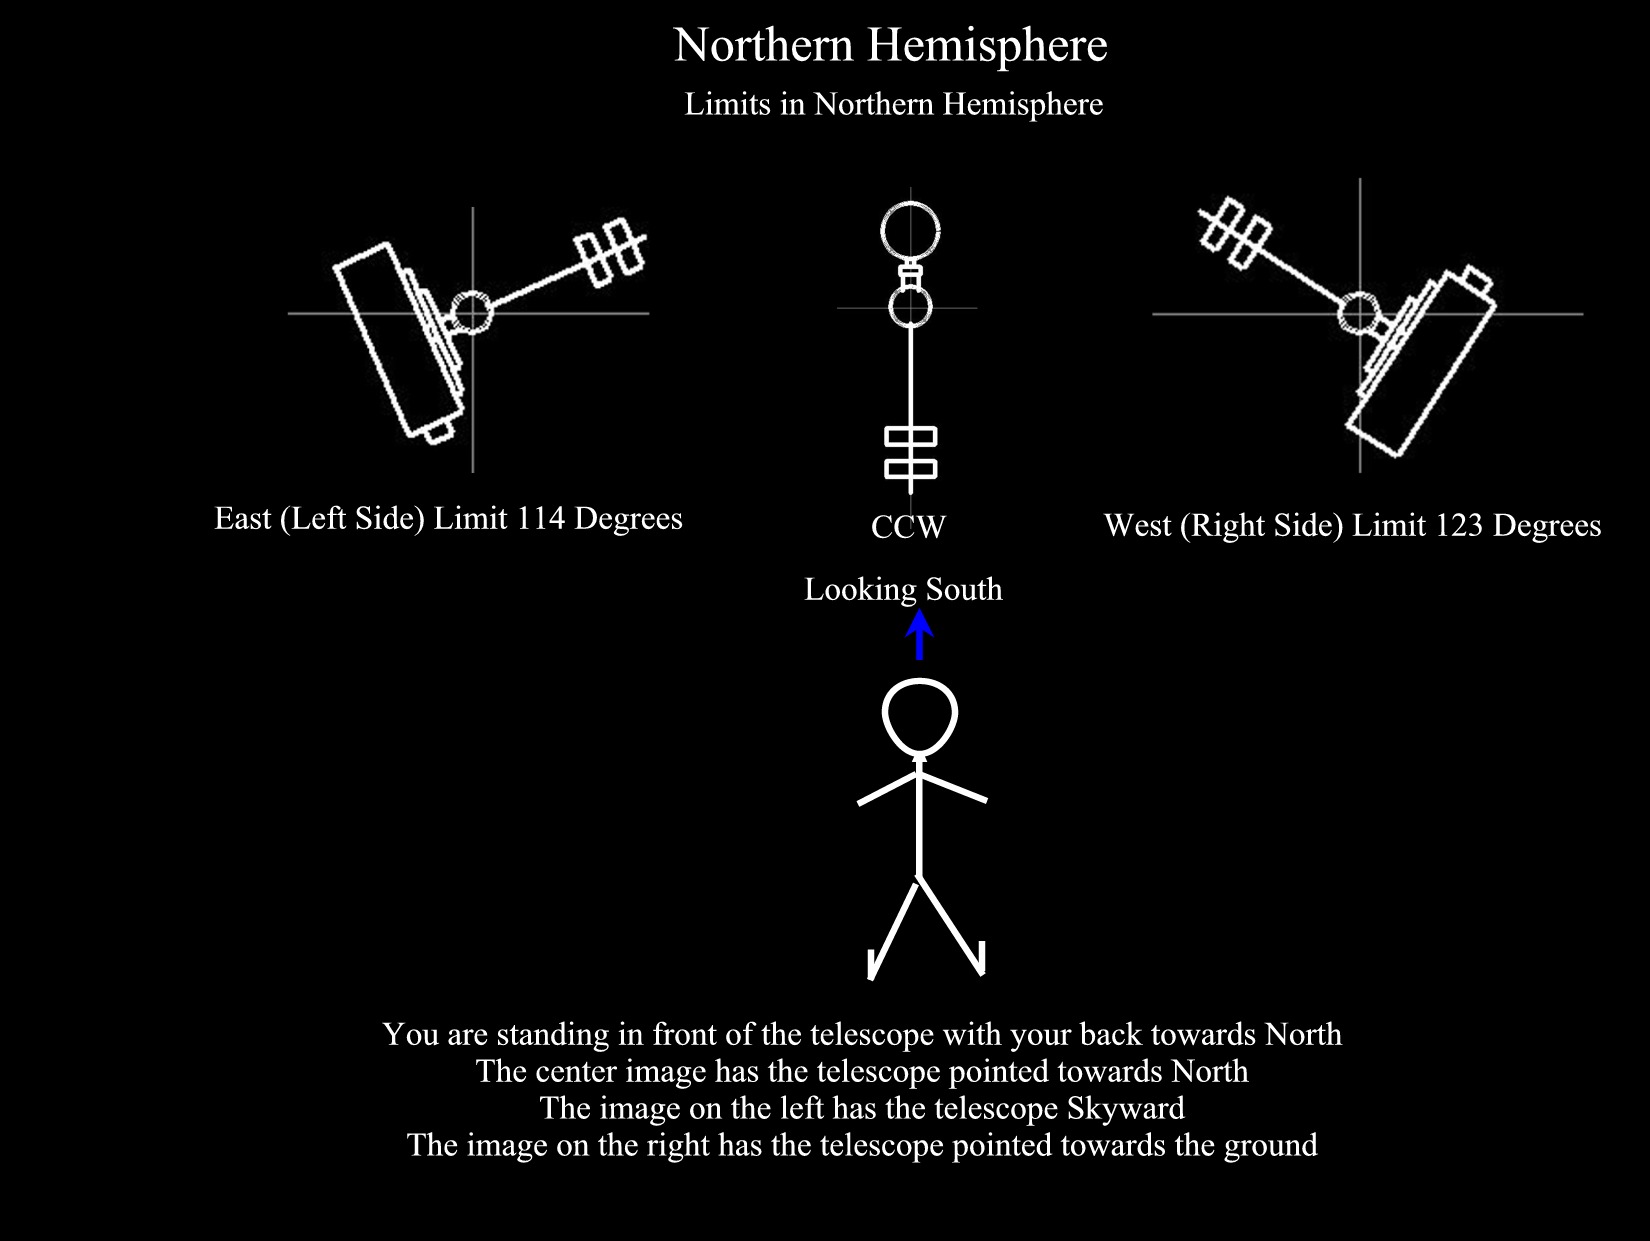 Northern Hemisphere
Limits in Northern Hemisphere
East (Left Side) Limit 114 Degrees
CCW
West (Right Side) Limit 123 Degrees
Looking South
You are standing in front of the telescope with your back towards North
The center image has the telescope pointed towards North
The image on the left has the telescope Skyward
The image on the right has the telescope pointed towards the ground